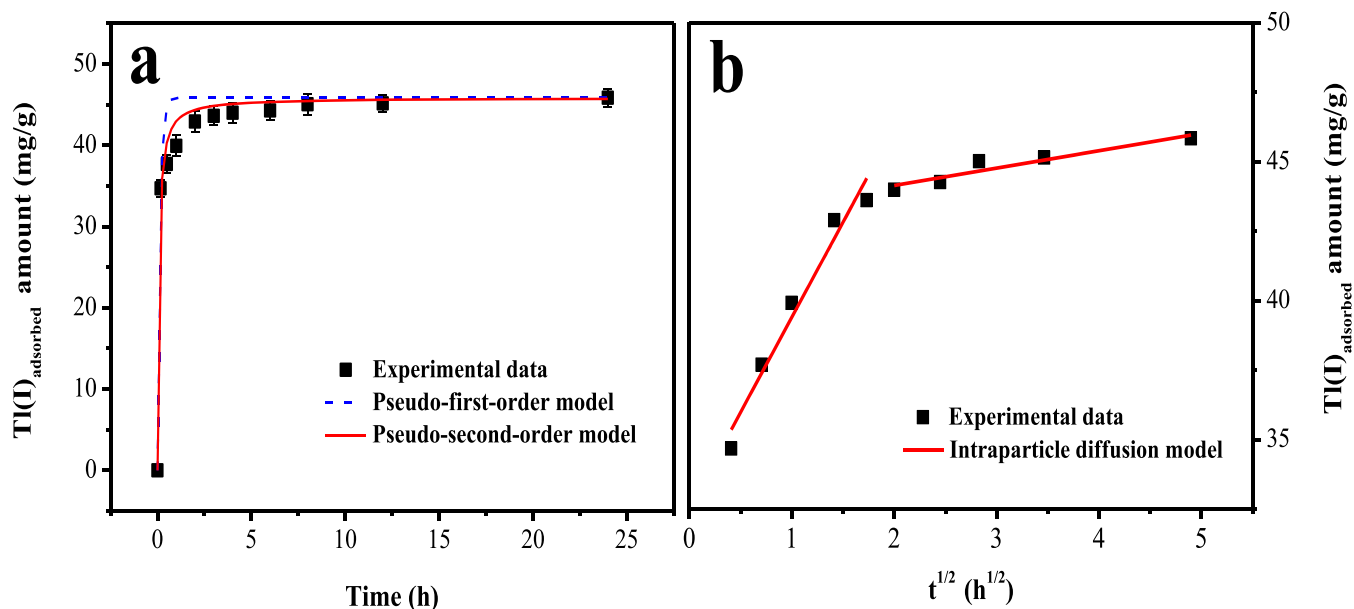 a
50
40
30
20
10
0
Tl(I)adsorbed amount (mg/g)
Experimental data
Pseudo-first-order model
Pseudo-second-order model
0 5 10 15 20 25
Time (h)
b
50
45
40
35
Tl(I)adsorbed amount (mg/g)
Experimental data
Intraparticle diffusion model
0 1 2 3 4 5
t1/2 (h1/2)